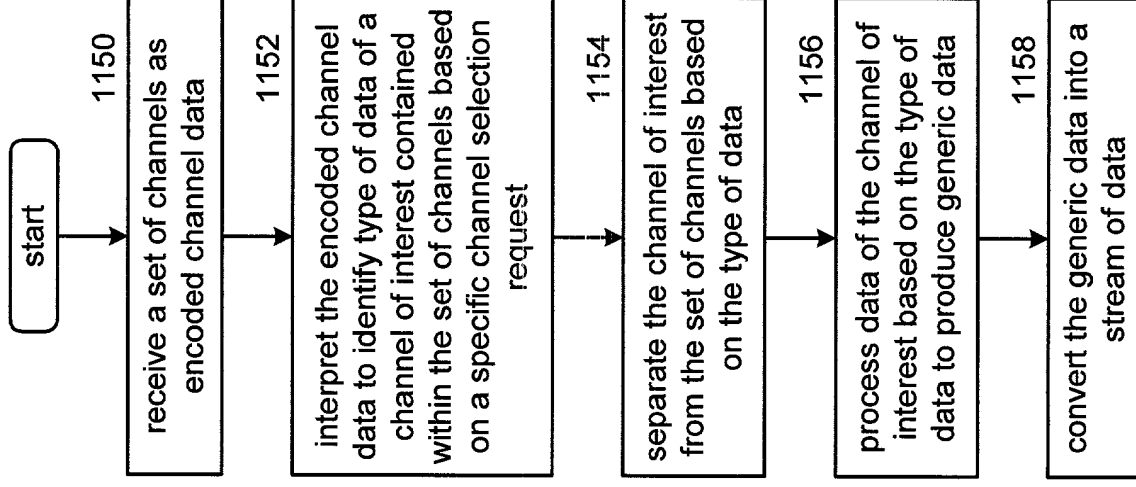 start
1150
receive a set of channels as
encoded channel data
1152
interpret the encoded channel
data to identify type of data of a
channel of interest contained
within the set of channels based
on a specific channel selection
request
1154
separate the channel of interest
from the set of channels based
on the type of data
1156
process data of the channel of
interest based on the type of
data to produce generic data
1158
convert the generic data into a
stream of data